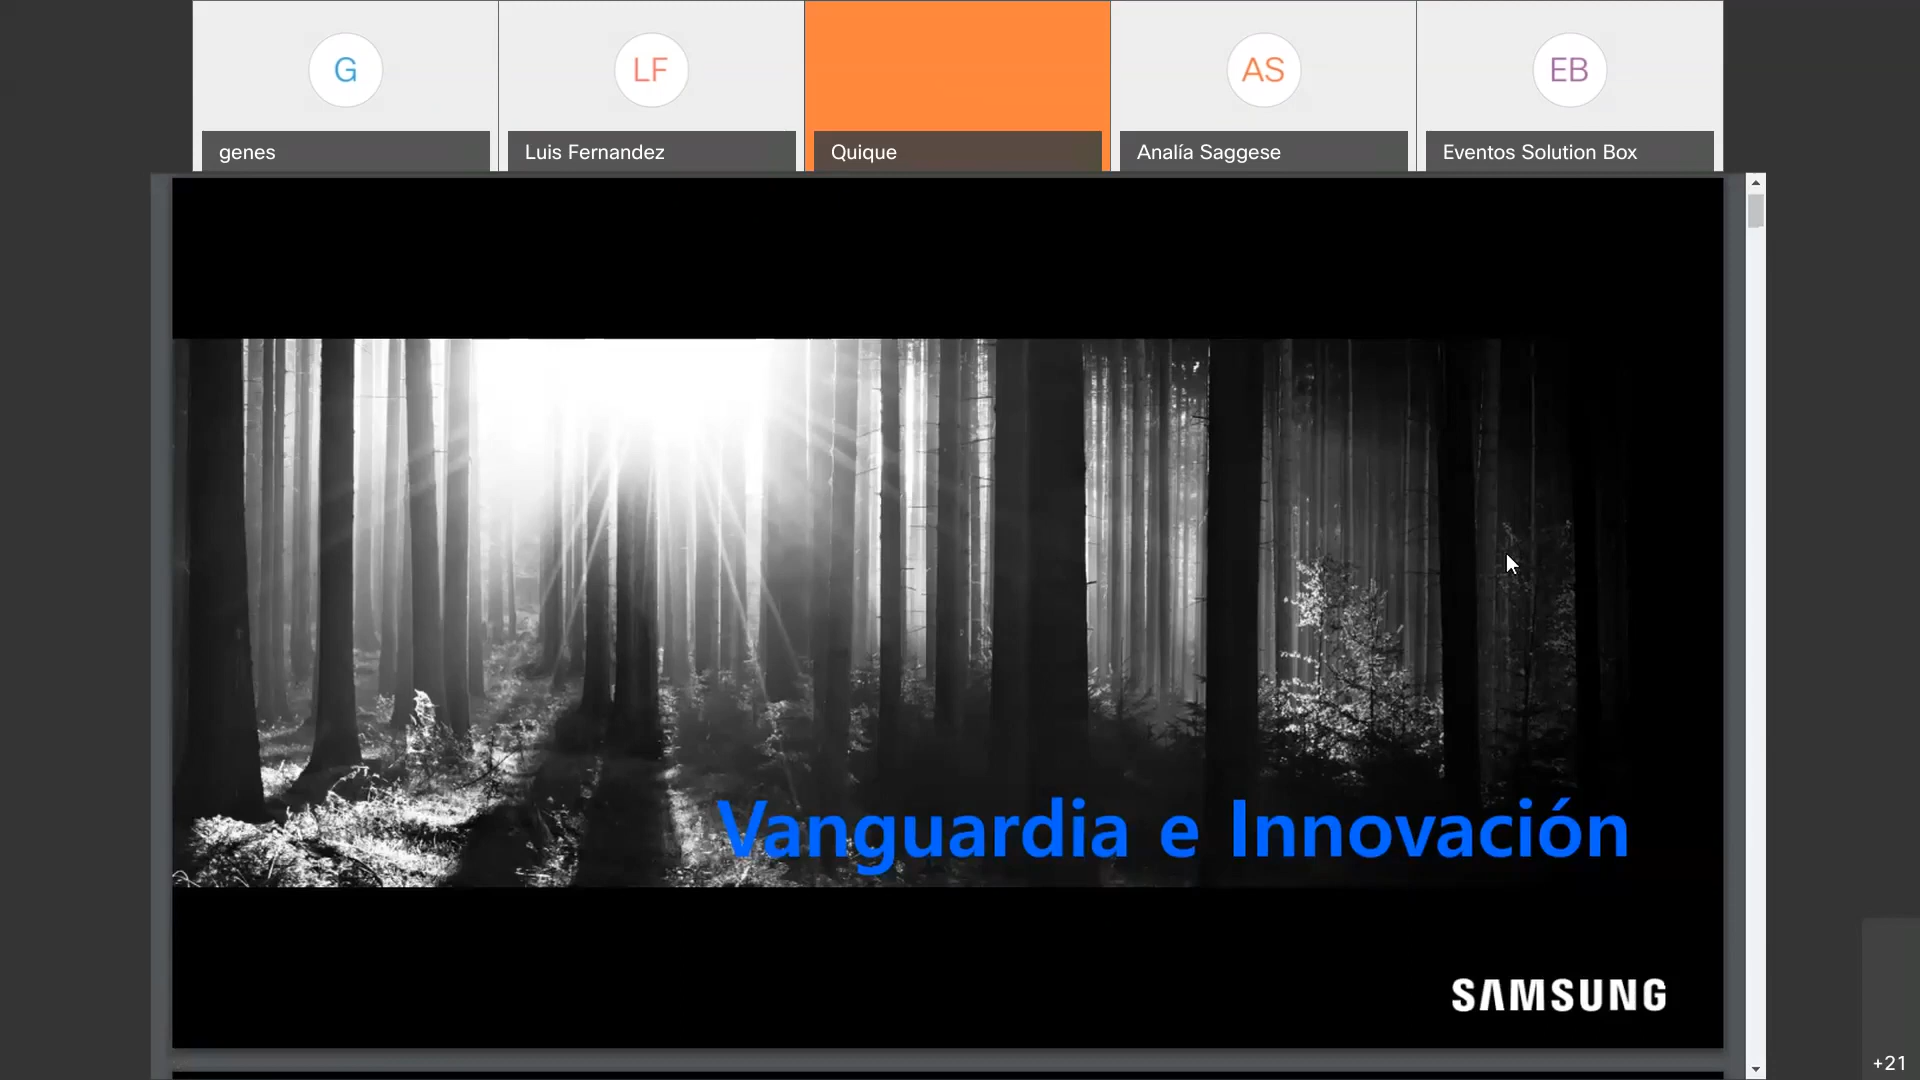 G
LF
AS
EB
genes
Luis Fernandez
Quique
Analía Saggese
Eventos Solution Box
Vanguardia e Innovación
SAMSUNG
+21